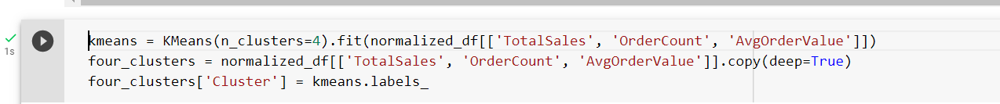 kmeans = KMeans(n_clusters=4).fit(normalized_df[['TotalSales', 'OrderCount', 'AvgOrderValue']])
four_clusters = normalized_df[['TotalSales', 'OrderCount', 'AvgOrderValue']].copy(deep=True)
four_clusters['Cluster'] = kmeans.labels_
1s